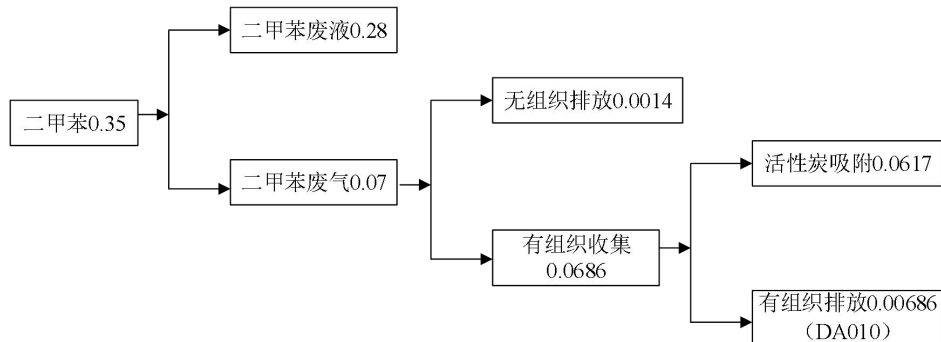 二甲苯0.35
二甲苯废液0.28
二甲苯废气0.07
无组织排放0.0014
有组织收集
0.0686
活性炭吸附0.0617
有组织排放0.00686
（DA010）